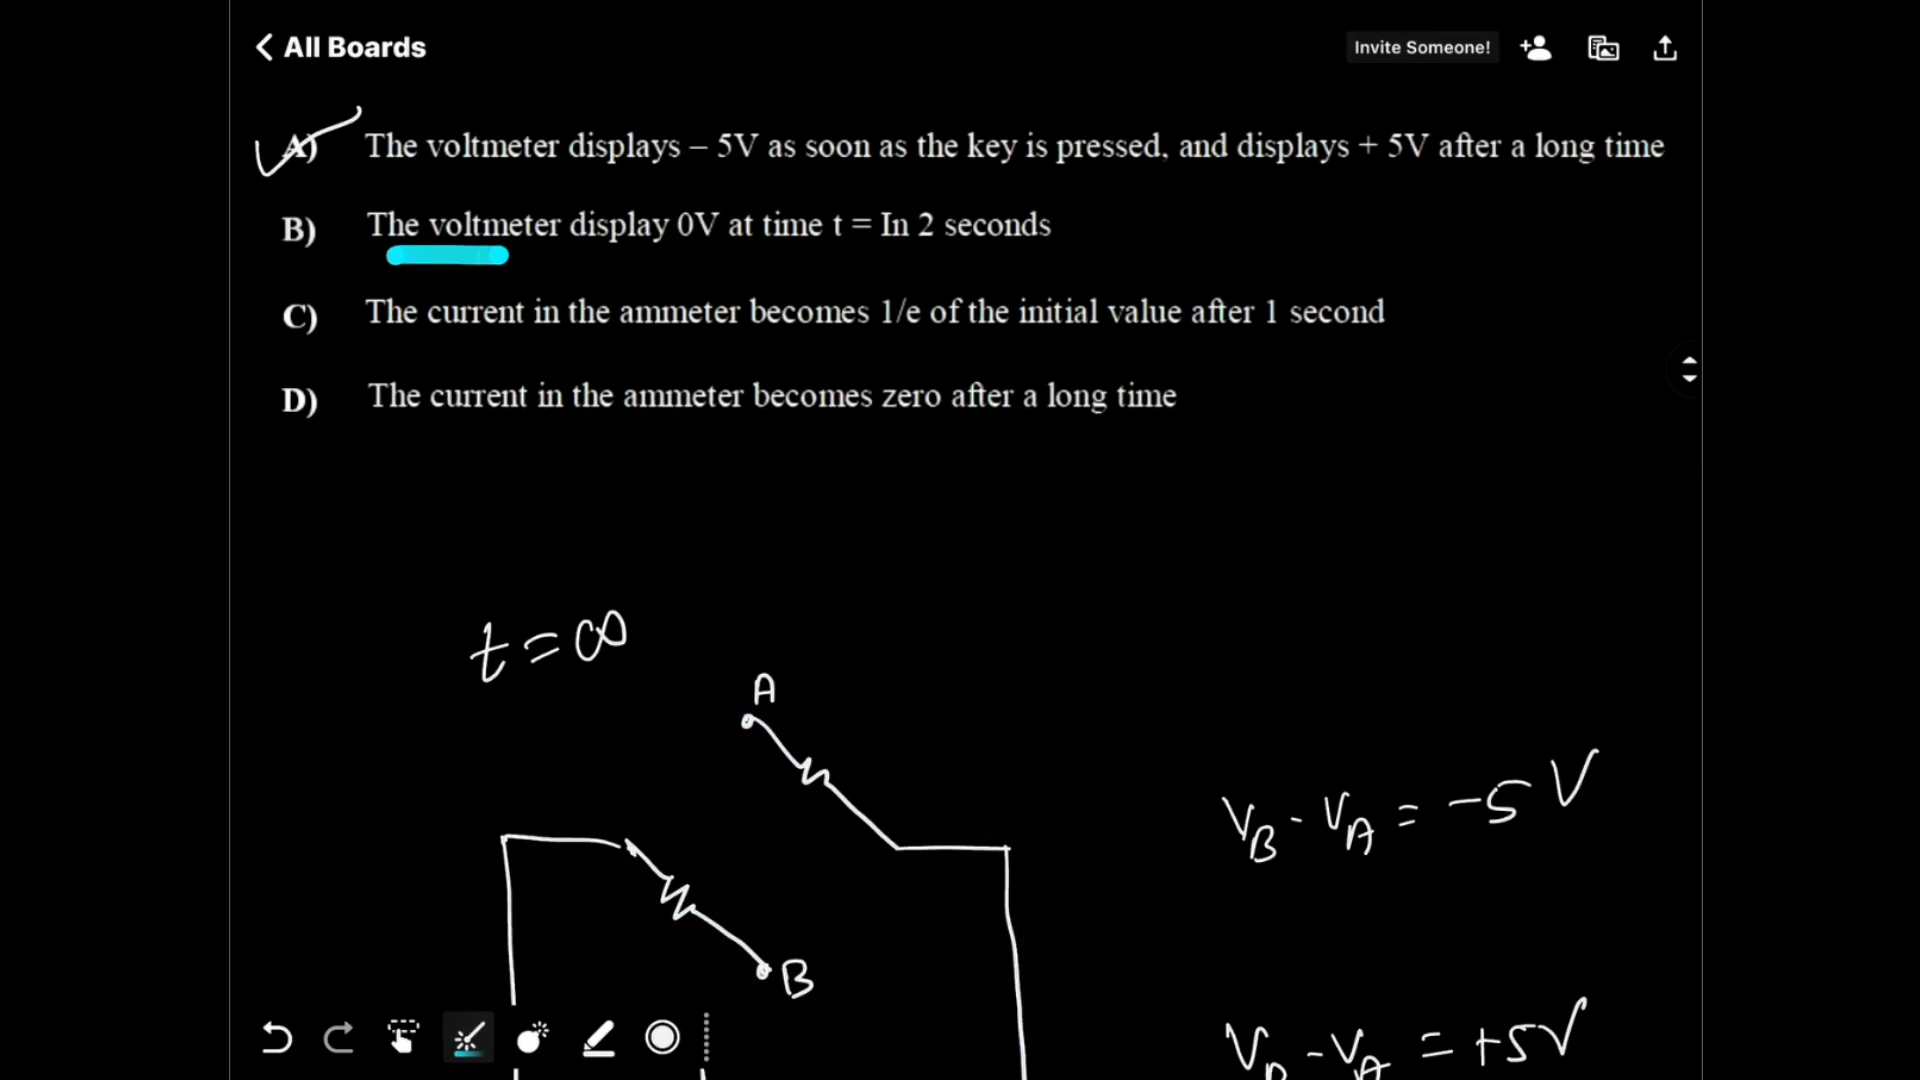 All Boards
Invite Someone!
A) The voltmeter displays – 5V as soon as the key is pressed, and displays + 5V after a long time
B) The voltmeter display 0V at time t = In 2 seconds
C) The current in the ammeter becomes 1/e of the initial value after 1 second
D) The current in the ammeter becomes zero after a long time
t = ∞
A
V_B - V_A = -5 V
B
- V_A = +5V